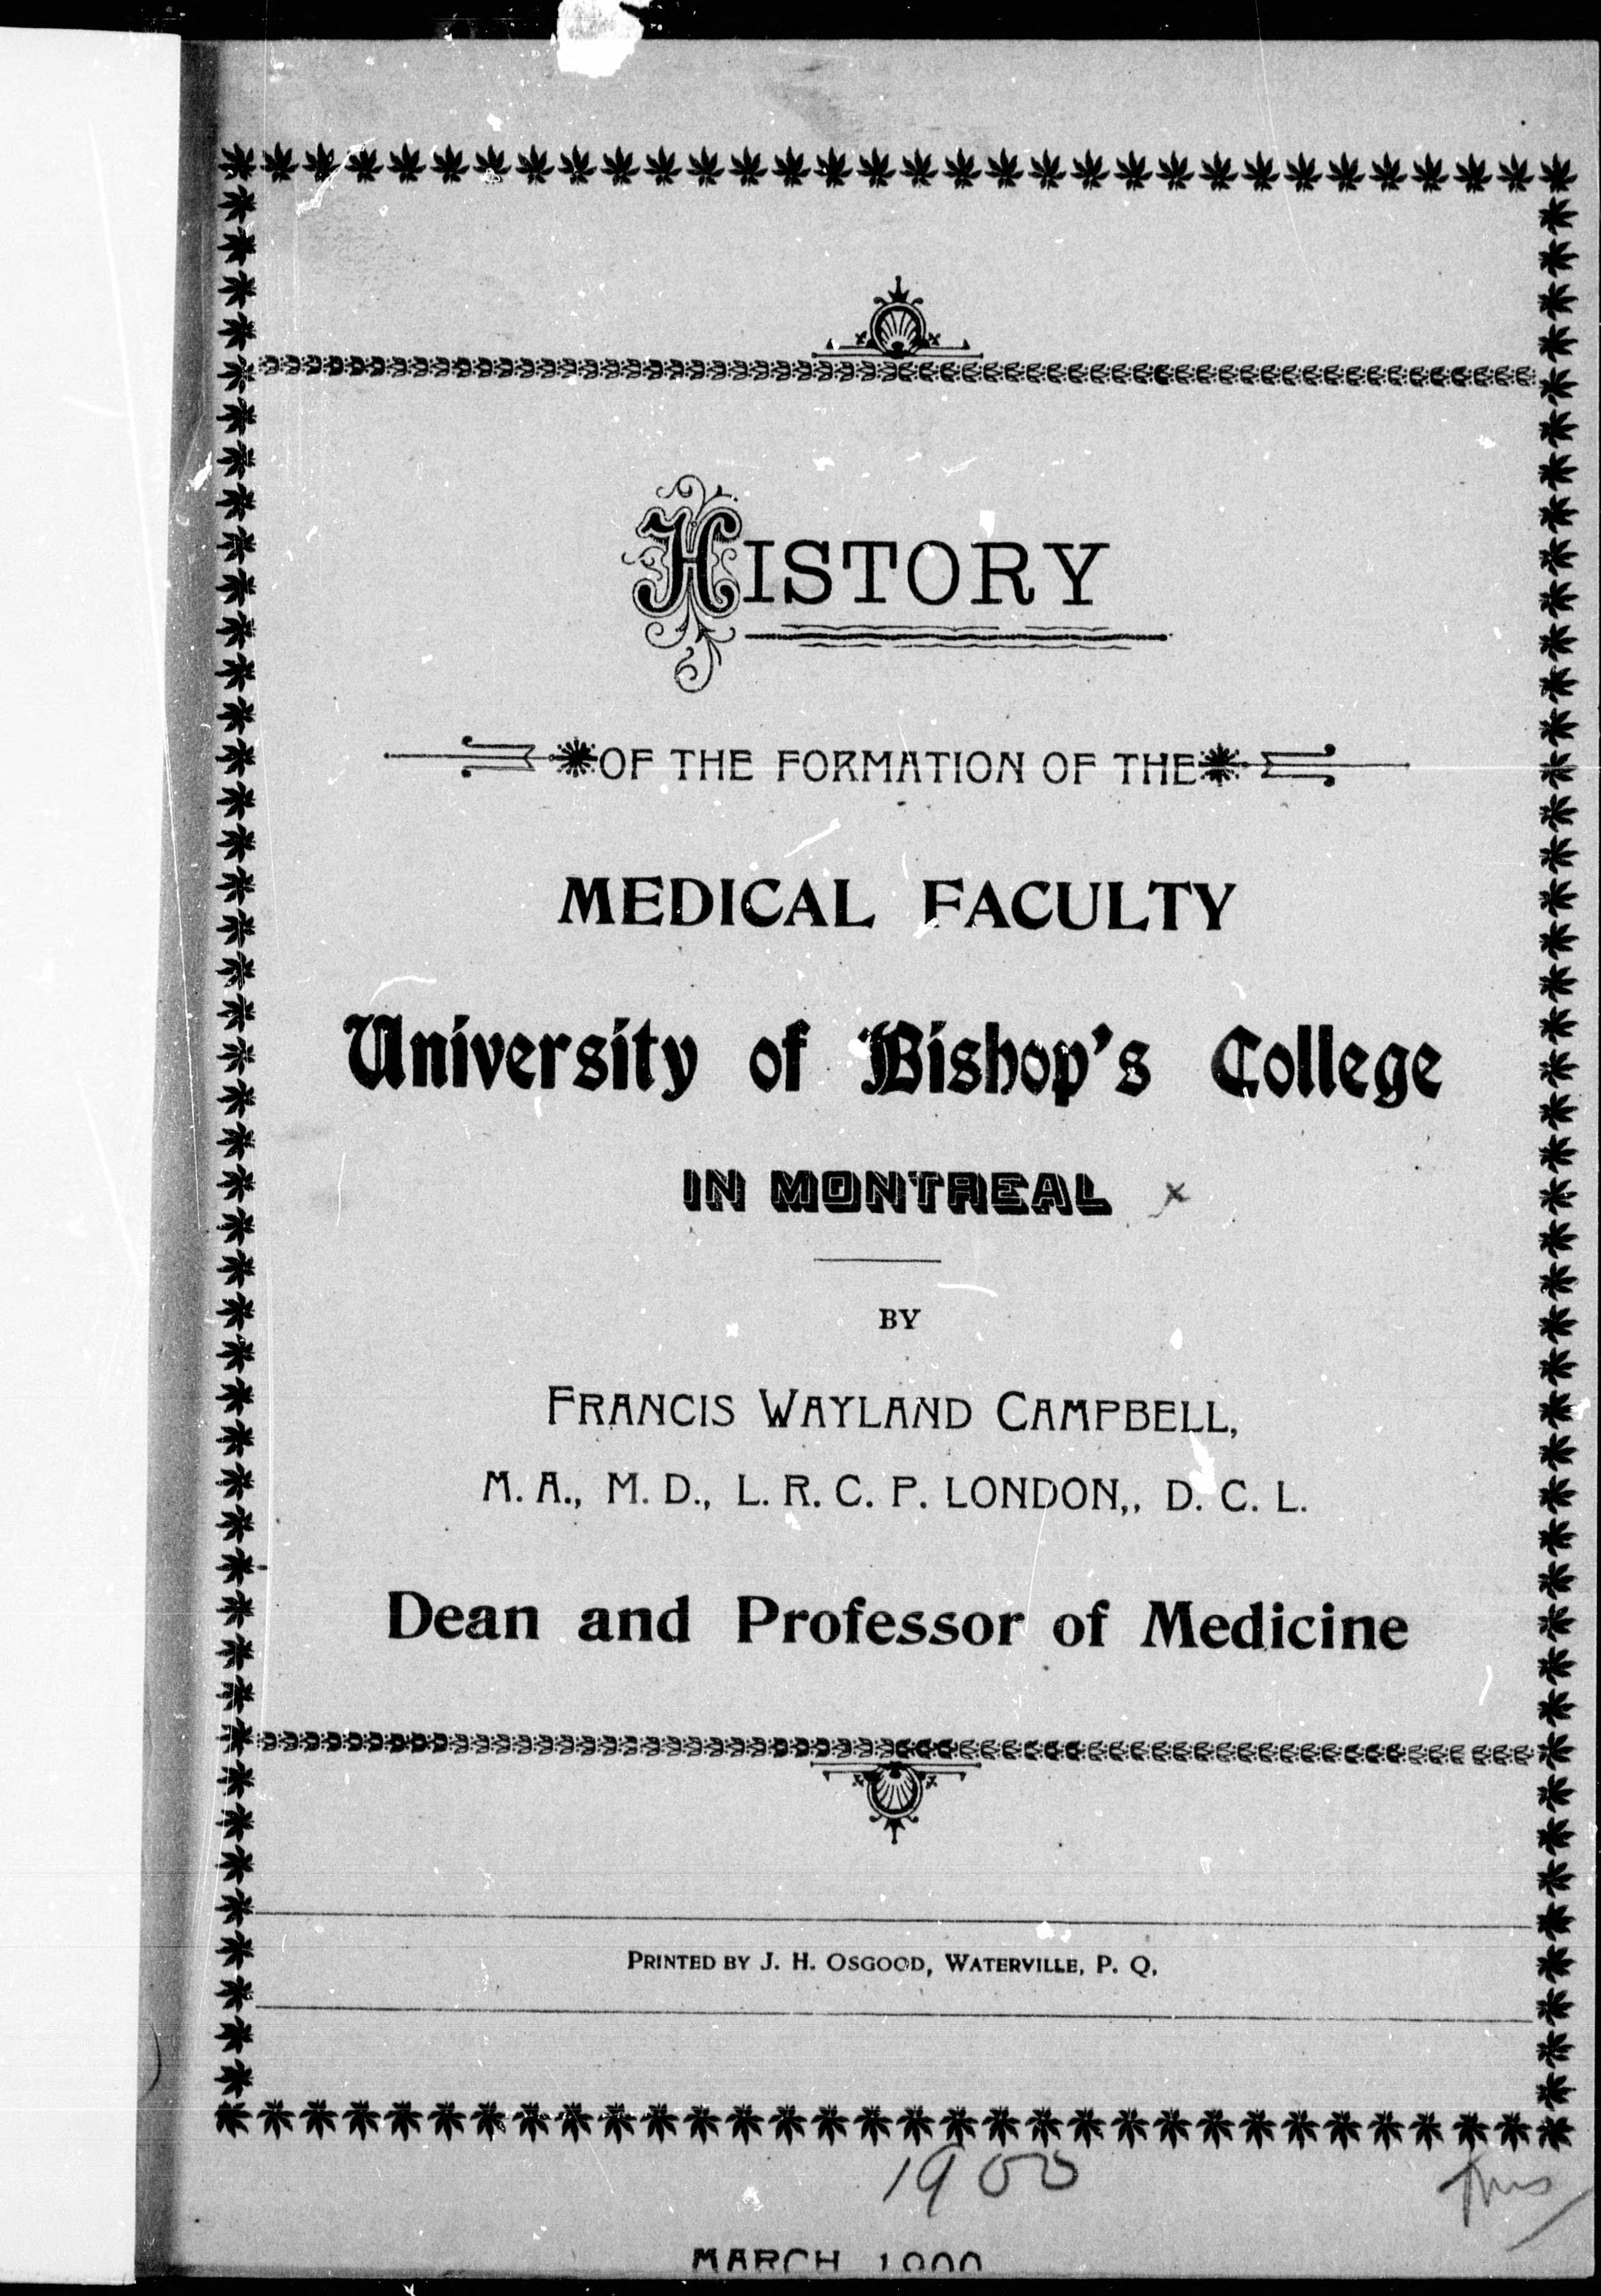 HISTORY
OF THE FORMATION OF THE
MEDICAL FACULTY
University of Bishop's College
IN MONTREAL x
BY
FRANCIS WAYLAND CAMPBELL,
M. A., M. D., L. R. C. P. LONDON,, D. C. L.
Dean and Professor of Medicine
PRINTED BY J. H. OSGOOD, WATERVILLE, P. Q.
1900
MARCH 1900